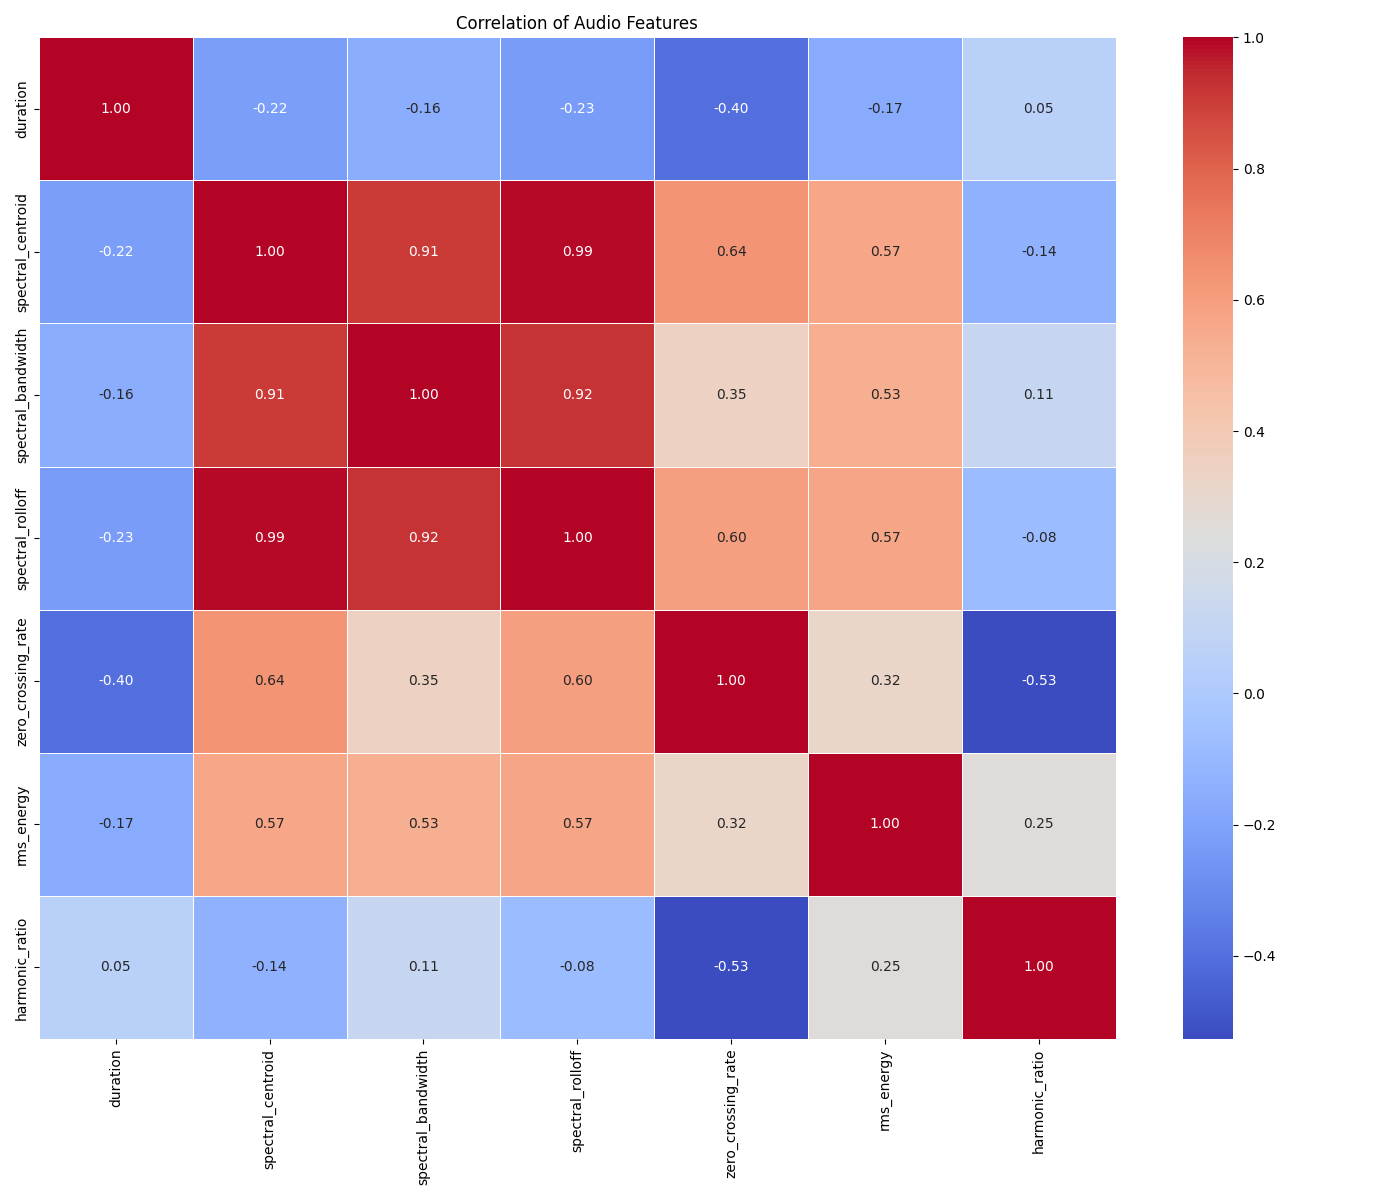 Correlation of Audio Features
duration 1.00 -0.22 -0.16 -0.23 -0.40 -0.17 0.05
spectral_centroid -0.22 1.00 0.91 0.99 0.64 0.57 -0.14
spectral_bandwidth -0.16 0.91 1.00 0.92 0.35 0.53 0.11
spectral_rolloff -0.23 0.99 0.92 1.00 0.60 0.57 -0.08
zero_crossing_rate -0.40 0.64 0.35 0.60 1.00 0.32 -0.53
rms_energy -0.17 0.57 0.53 0.57 0.32 1.00 0.25
harmonic_ratio 0.05 -0.14 0.11 -0.08 -0.53 0.25 1.00
duration spectral_centroid spectral_bandwidth spectral_rolloff zero_crossing_rate rms_energy harmonic_ratio
1.0
0.8
0.6
0.4
0.2
0.0
−0.2
−0.4